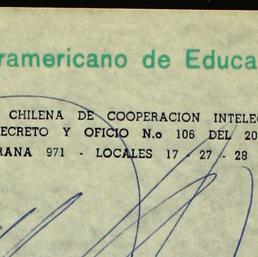 ramericano de Educa
CHILENA DE COOPERACION INTELE
ECRETO Y OFICIO N.o 106 DEL 20
RANA 971 - LOCALES 17 - 27 - 28